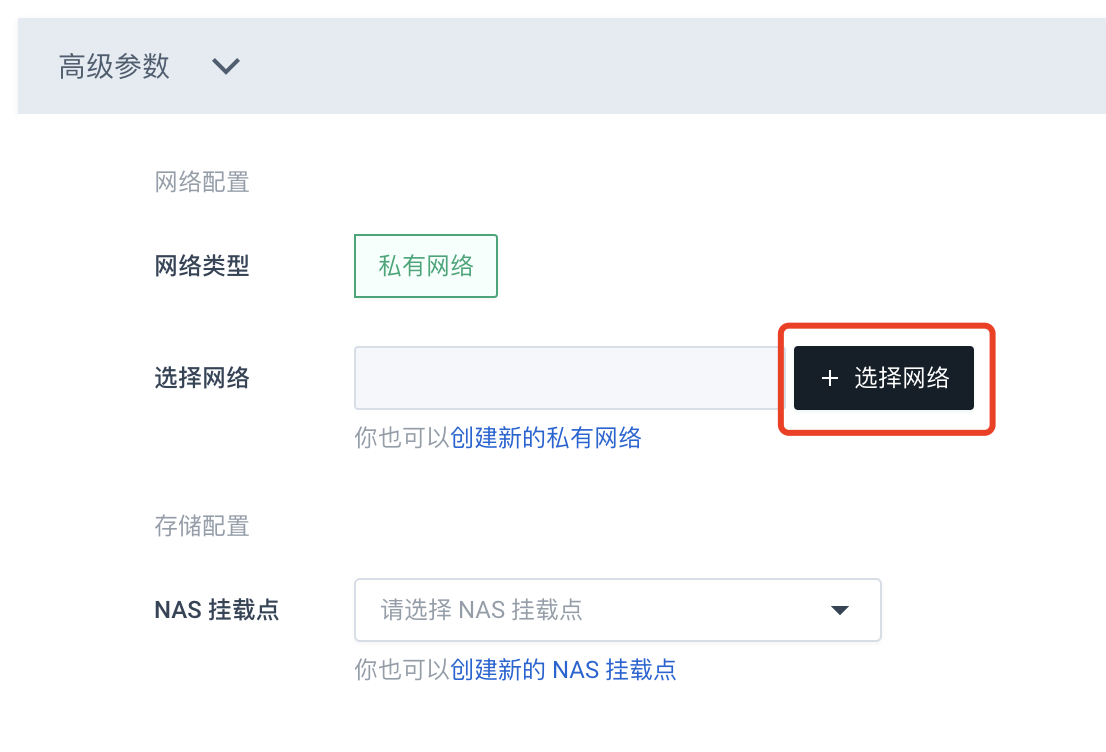 高级参数
网络配置
网络类型 私有网络
选择网络 + 选择网络
你也可以创建新的私有网络
存储配置
NAS 挂载点 请选择 NAS 挂载点
你也可以创建新的 NAS 挂载点